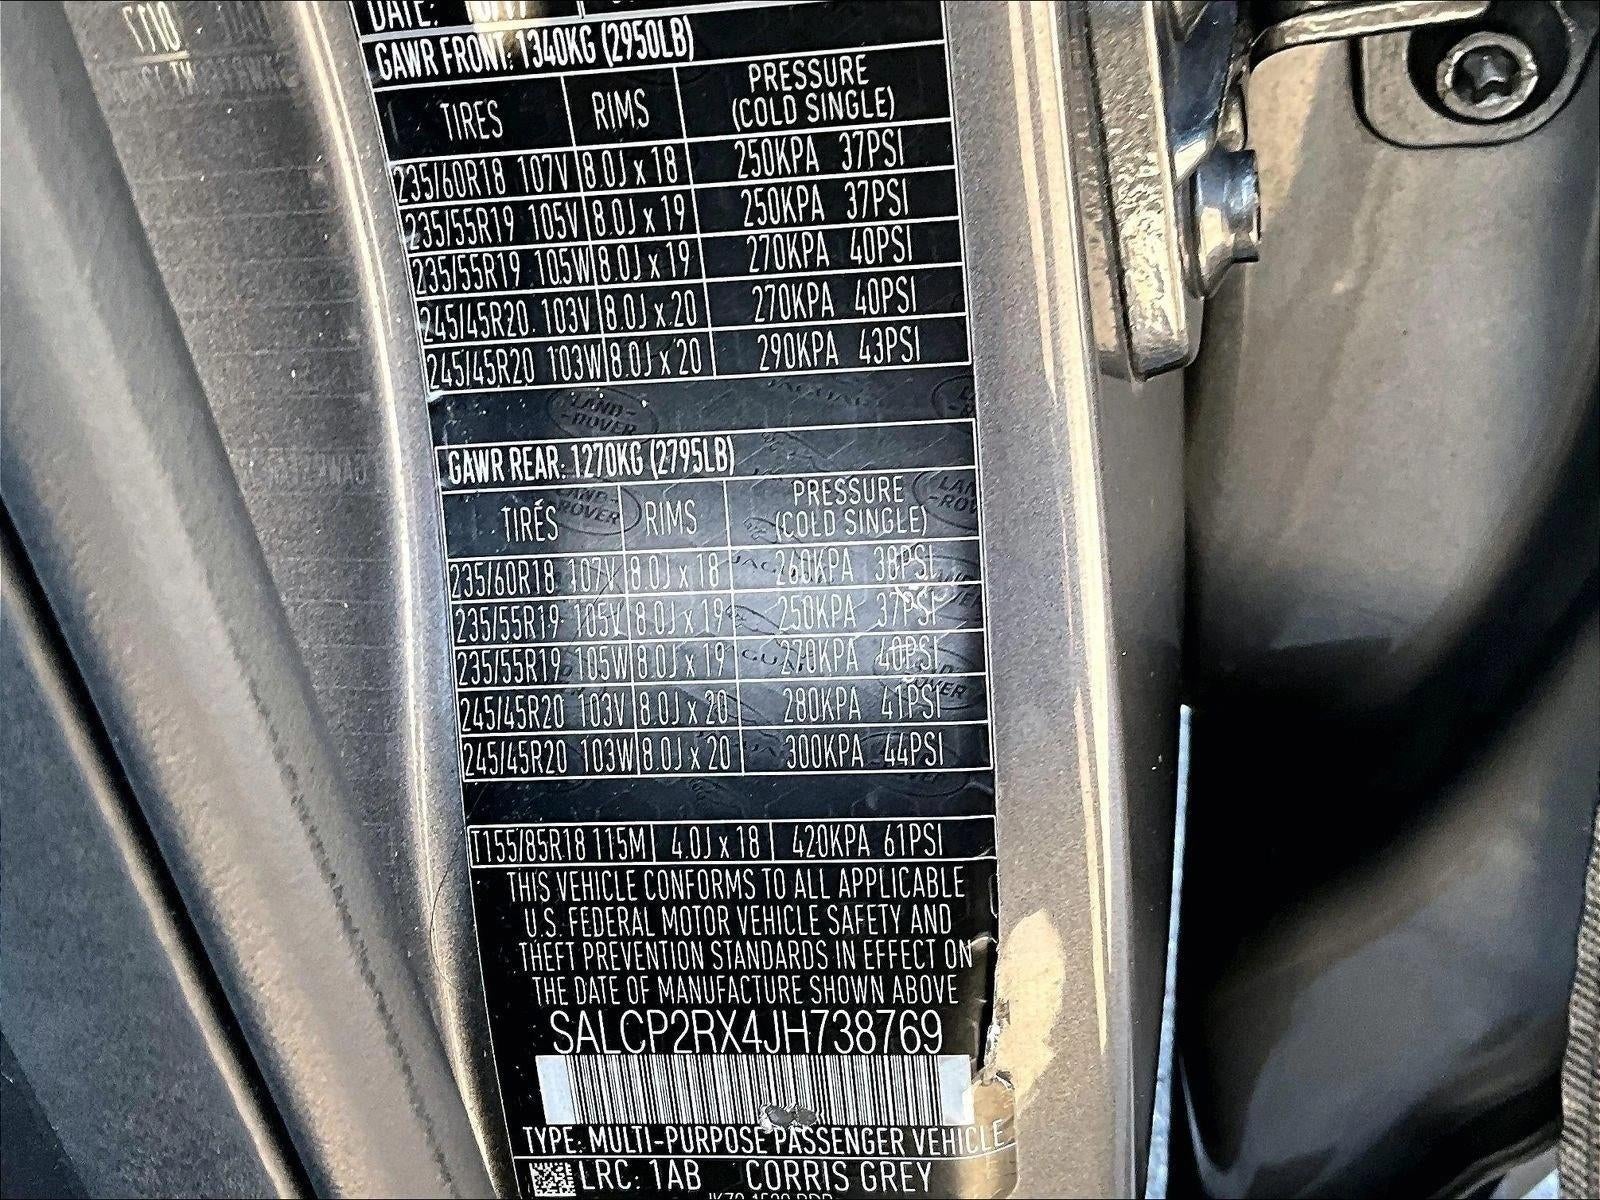 DATE:
GAWR FRONT: 1340KG (2950LB)
TIRES RIMS PRESSURE (COLD SINGLE)
235/60R18 107V 8.0J x 18 250KPA 37PSI
235/55R19 105V 8.0J x 19 250KPA 37PSI
235/55R19 105W 8.0J x 19 270KPA 40PSI
245/45R20 103V 8.0J x 20 270KPA 40PSI
245/45R20 103W 8.0J x 20 290KPA 43PSI
GAWR REAR: 1270KG (2795LB)
TIRES RIMS PRESSURE (COLD SINGLE)
235/60R18 107V 8.0J x 18 260KPA 38PSI
235/55R19 105V 8.0J x 19 250KPA 37PSI
235/55R19 105W 8.0J x 19 270KPA 40PSI
245/45R20 103V 8.0J x 20 280KPA 41PSI
245/45R20 103W 8.0J x 20 300KPA 44PSI
T155/85R18 115M 4.0J x 18 420KPA 61PSI
THIS VEHICLE CONFORMS TO ALL APPLICABLE
U.S. FEDERAL MOTOR VEHICLE SAFETY AND
THEFT PREVENTION STANDARDS IN EFFECT ON
THE DATE OF MANUFACTURE SHOWN ABOVE
SALCP2RX4JH738769
TYPE: MULTI-PURPOSE PASSENGER VEHICLE
LRC: 1AB CORRIS GREY